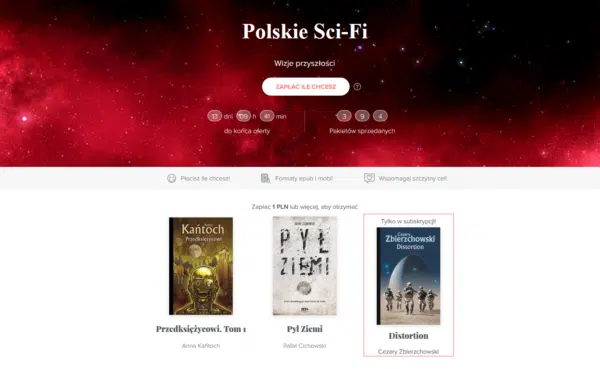 Polskie Sci-Fi
Wizje przyszłości
ZAPŁAĆ ILE CHCESZ ?
13 dni 09 h 41 min
do końca oferty
3 9 4
Pakietów sprzedanych
Płacisz ile chcesz!
Formaty epub i mobi
Wspomagaj szczytny cel!
Zapłać 1 PLN lub więcej, aby otrzymać
Anna
Kańtoch
Przedksiężycowi
PYŁ
ZIEMI
Tylko w subskrypcji!
Cezary
Zbierzchowski
Distortion
Przedksiężycowi. Tom 1
Anna Kańtoch
Pył Ziemi
Rafał Cichowski
Distortion
Cezary Zbierzchowski